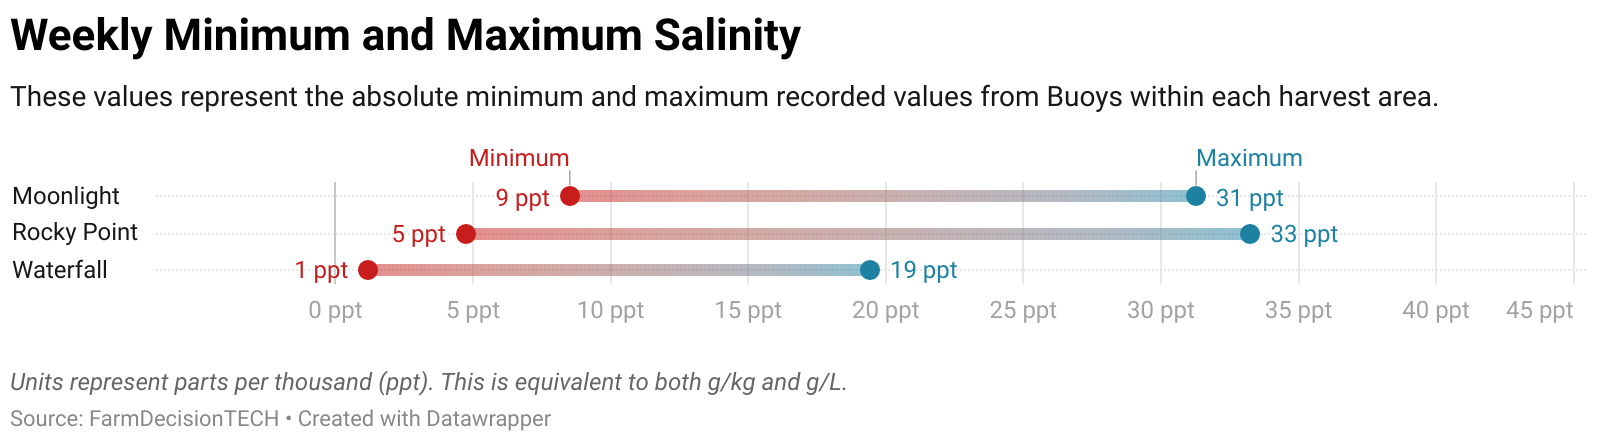 Weekly Minimum and Maximum Salinity
These values represent the absolute minimum and maximum recorded values from Buoys within each harvest area.
Minimum Maximum
Moonlight 9 ppt 31 ppt
Rocky Point 5 ppt 33 ppt
Waterfall 1 ppt 19 ppt
0 ppt 5 ppt 10 ppt 15 ppt 20 ppt 25 ppt 30 ppt 35 ppt 40 ppt 45 ppt
Units represent parts per thousand (ppt). This is equivalent to both g/kg and g/L.
Source: FarmDecisionTECH • Created with Datawrapper